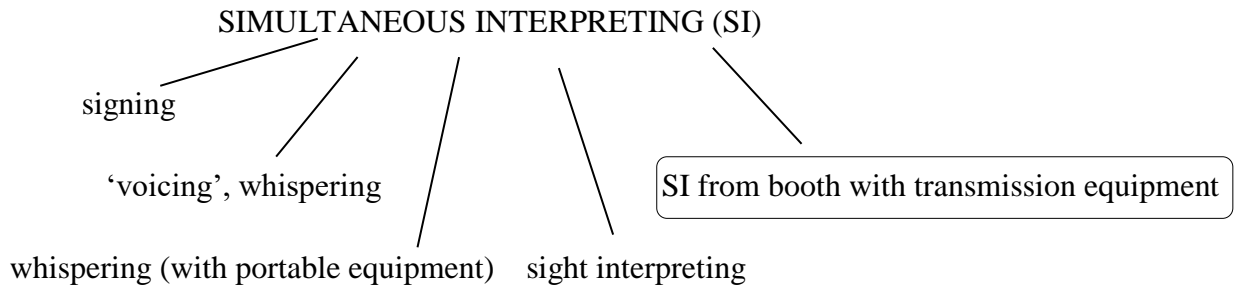 SIMULTANEOUS INTERPRETING (SI)
signing
‘voicing’, whispering
SI from booth with transmission equipment
whispering (with portable equipment)
sight interpreting